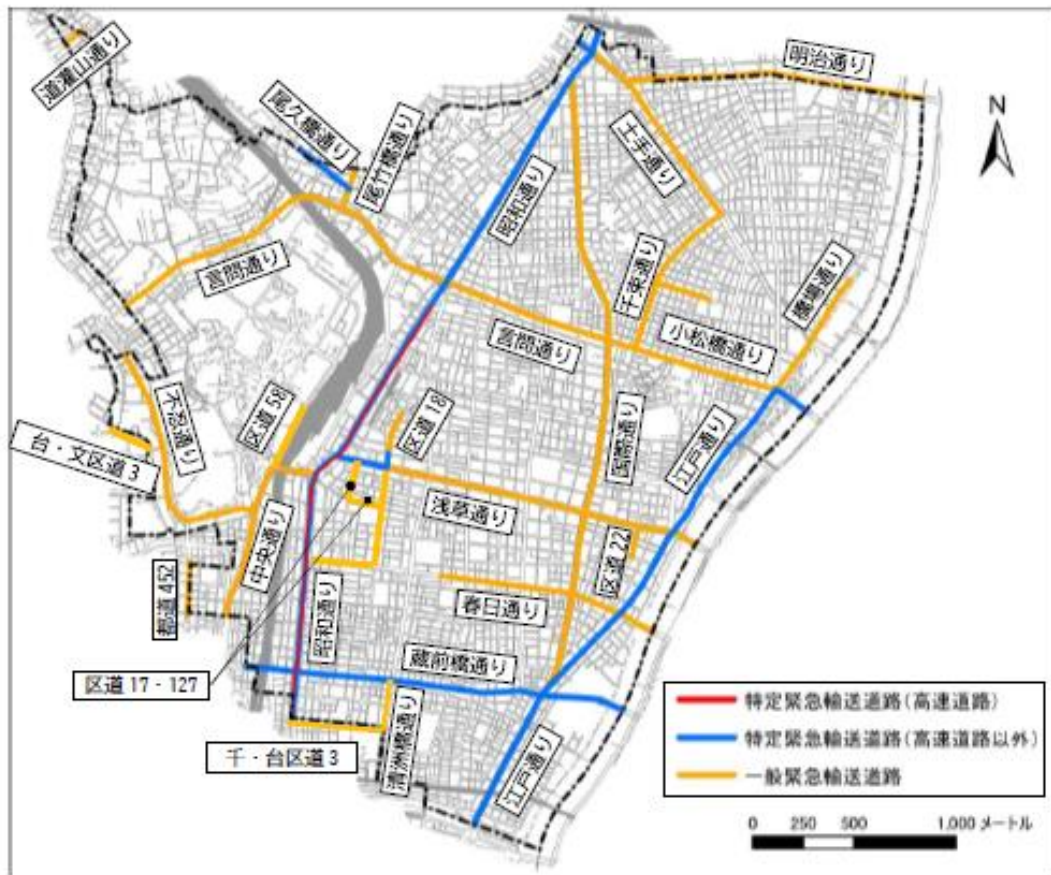 道灌山通り
明治通り
尾久橋通り
尾竹橋通り
土手通り
N
昭和通り
千束通り
言問通り
橋場通り
小松橋通り
言問通り
不忍通り
区道 58
区道 18
国際通り
江戸通り
台・文区道 3
浅草通り
中央通り
区道 22
都道 452
昭和通り
春日通り
蔵前橋通り
区道 17 - 127
清洲橋通り
千・台区道 3
江戸通り
特定緊急輸送道路(高速道路)
特定緊急輸送道路(高速道路以外)
一般緊急輸送道路
0 250 500 1,000 メートル